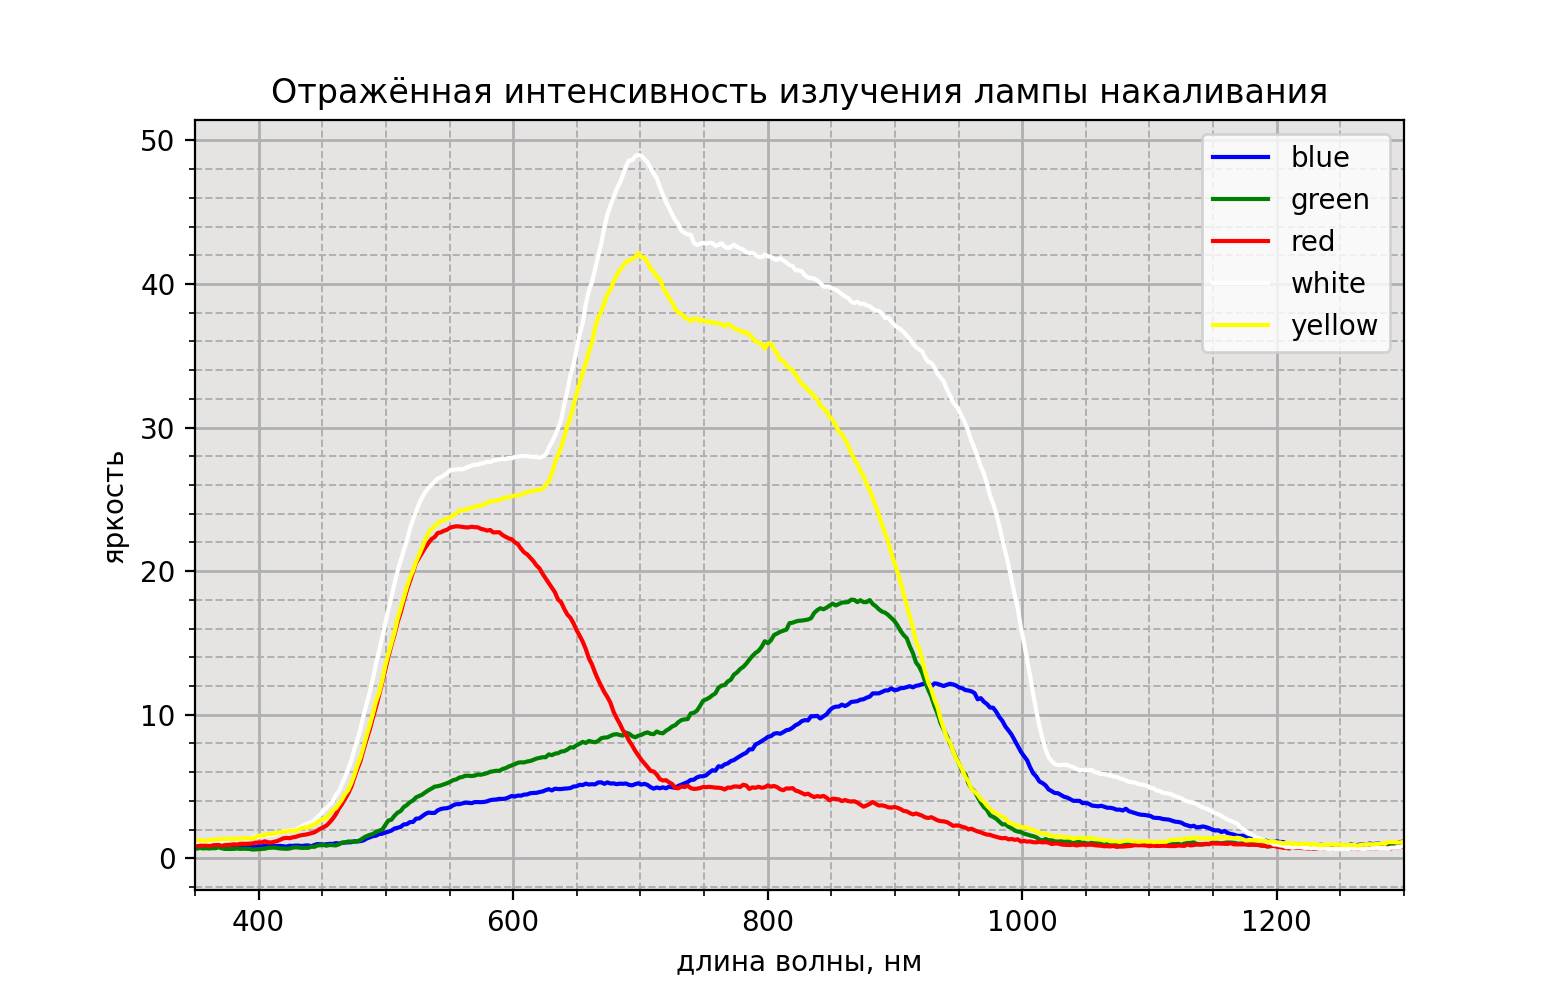 Отражённая интенсивность излучения лампы накаливания
50
40
30
20
10
0
яркость
blue
green
red
white
yellow
400 600 800 1000 1200
длина волны, нм